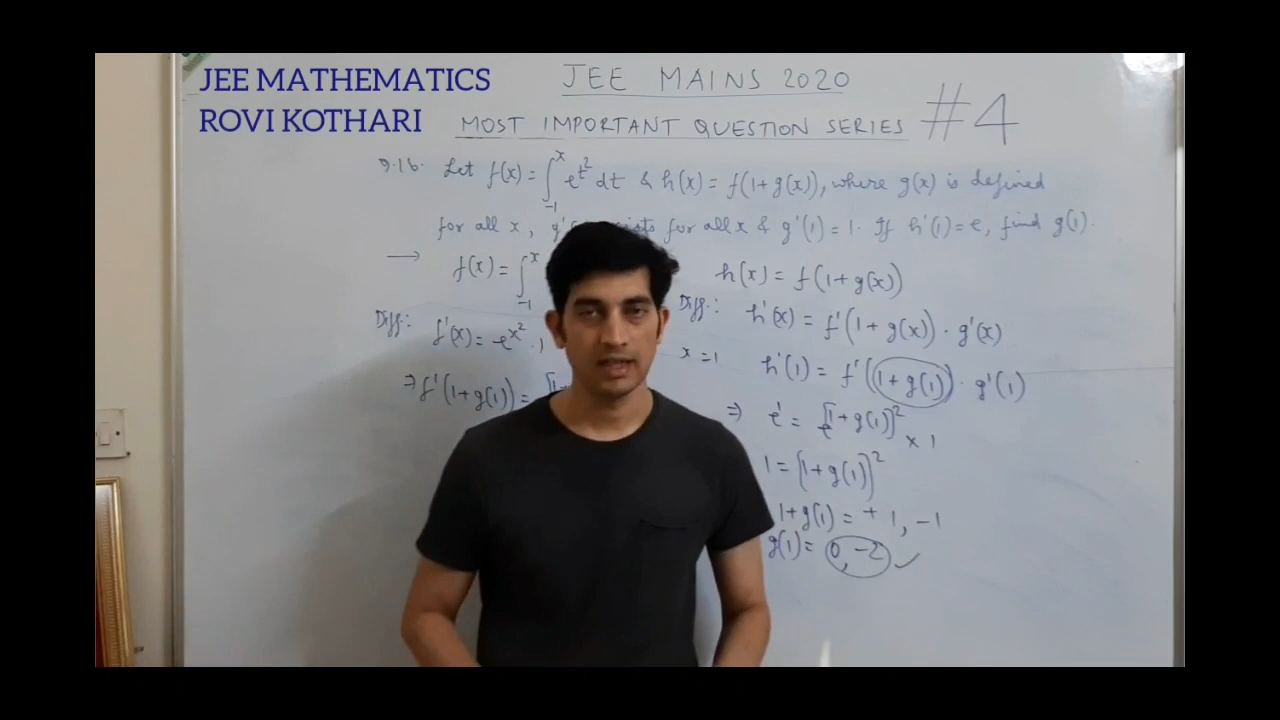 JEE MATHEMATICS
ROVI KOTHARI
JEE MAINS 2020
MOST IMPORTANT QUESTION SERIES #4
Q.16. Let f(x) = ∫₋₁ˣ e^{t²} dt & h(x) = f(1+g(x)), where g(x) is defined
for all x, g' exists for all x & g'(1) = 1. If h'(1) = e, find g(1).
→ f(x) = ∫₋₁ˣ
h(x) = f(1+g(x))
Diff:: f'(x) = e^{x²} · 1
Diff:: h'(x) = f'(1+g(x)) · g'(x)
x=1 h'(1) = f'(1+g(1)) · g'(1)
⇒ f'(1+g(1)) =
⇒ e¹ = e^{[1+g(1)]²} × 1
1 = [1+g(1)]²
1+g(1) = +1, -1
g(1) = 0, -2 ✓